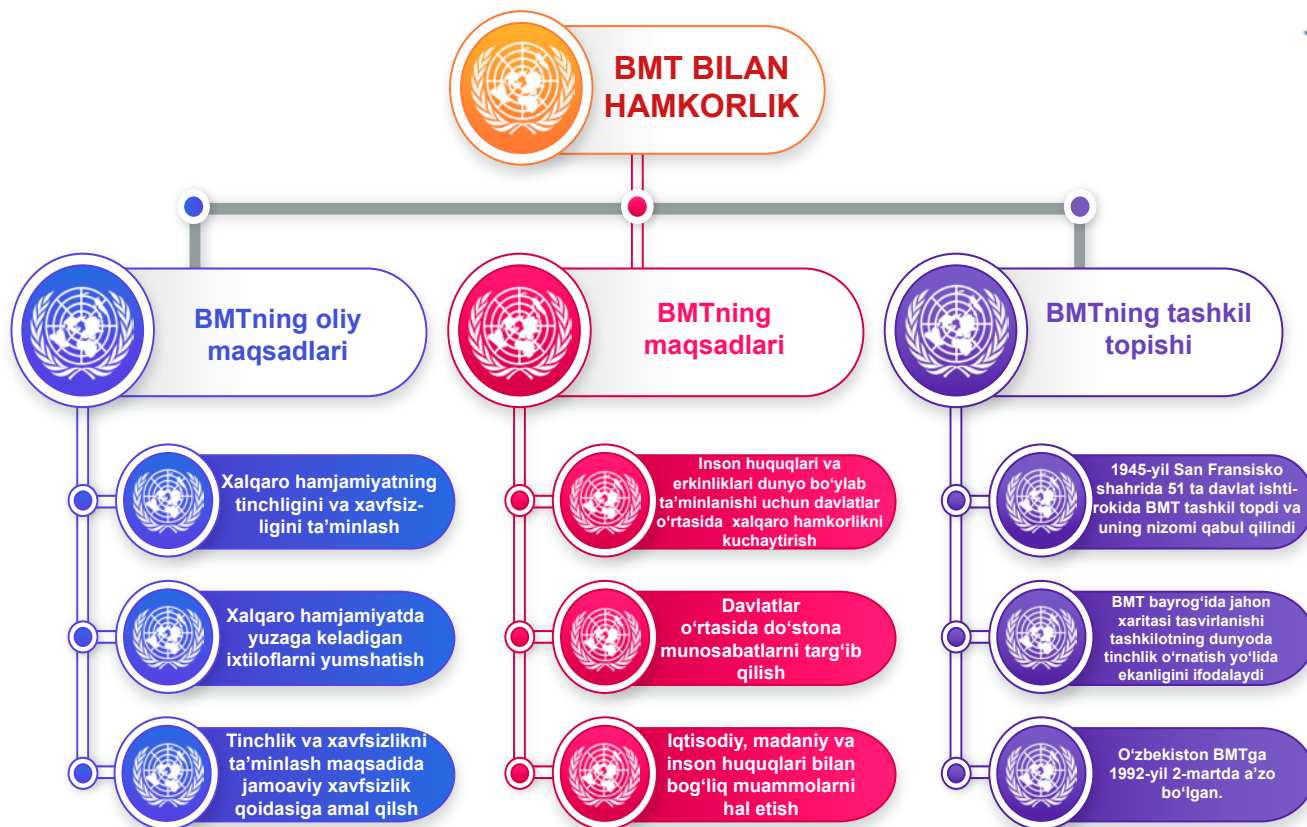 BMT BILAN
HAMKORLIK
BMTning oliy
maqsadlari
Xalqaro hamjamiyatning
tinchligini va xavfsiz-
ligini ta’minlash
Xalqaro hamjamiyatda
yuzaga keladigan
ixtiloflarni yumshatish
Tinchlik va xavfsizlikni
ta’minlash maqsadida
jamoaviy xavfsizlik
qoidasiga amal qilsh
BMTning
maqsadlari
Inson huquqlari va
erkinliklari dunyo bo‘ylab
ta’minlanishi uchun davlatlar
o‘rtasida xalqaro hamkorlikni
kuchaytirish
Davlatlar
o‘rtasida do‘stona
munosabatlarni targ‘ib
qilish
Iqtisodiy, madaniy va
inson huquqlari bilan
bog‘liq muammolarni
hal etish
BMTning tashkil
topishi
1945-yil San Fransisko
shahrida 51 ta davlat ishti-
rokida BMT tashkil topdi va
uning nizomi qabul qilindi
BMT bayrog‘ida jahon
xaritasi tasvirlanishi
tashkilotning dunyoda
tinchlik o‘rnatish yo‘lida
ekanligini ifodalaydi
O‘zbekiston BMTga
1992-yil 2-martda a’zo
bo‘lgan.